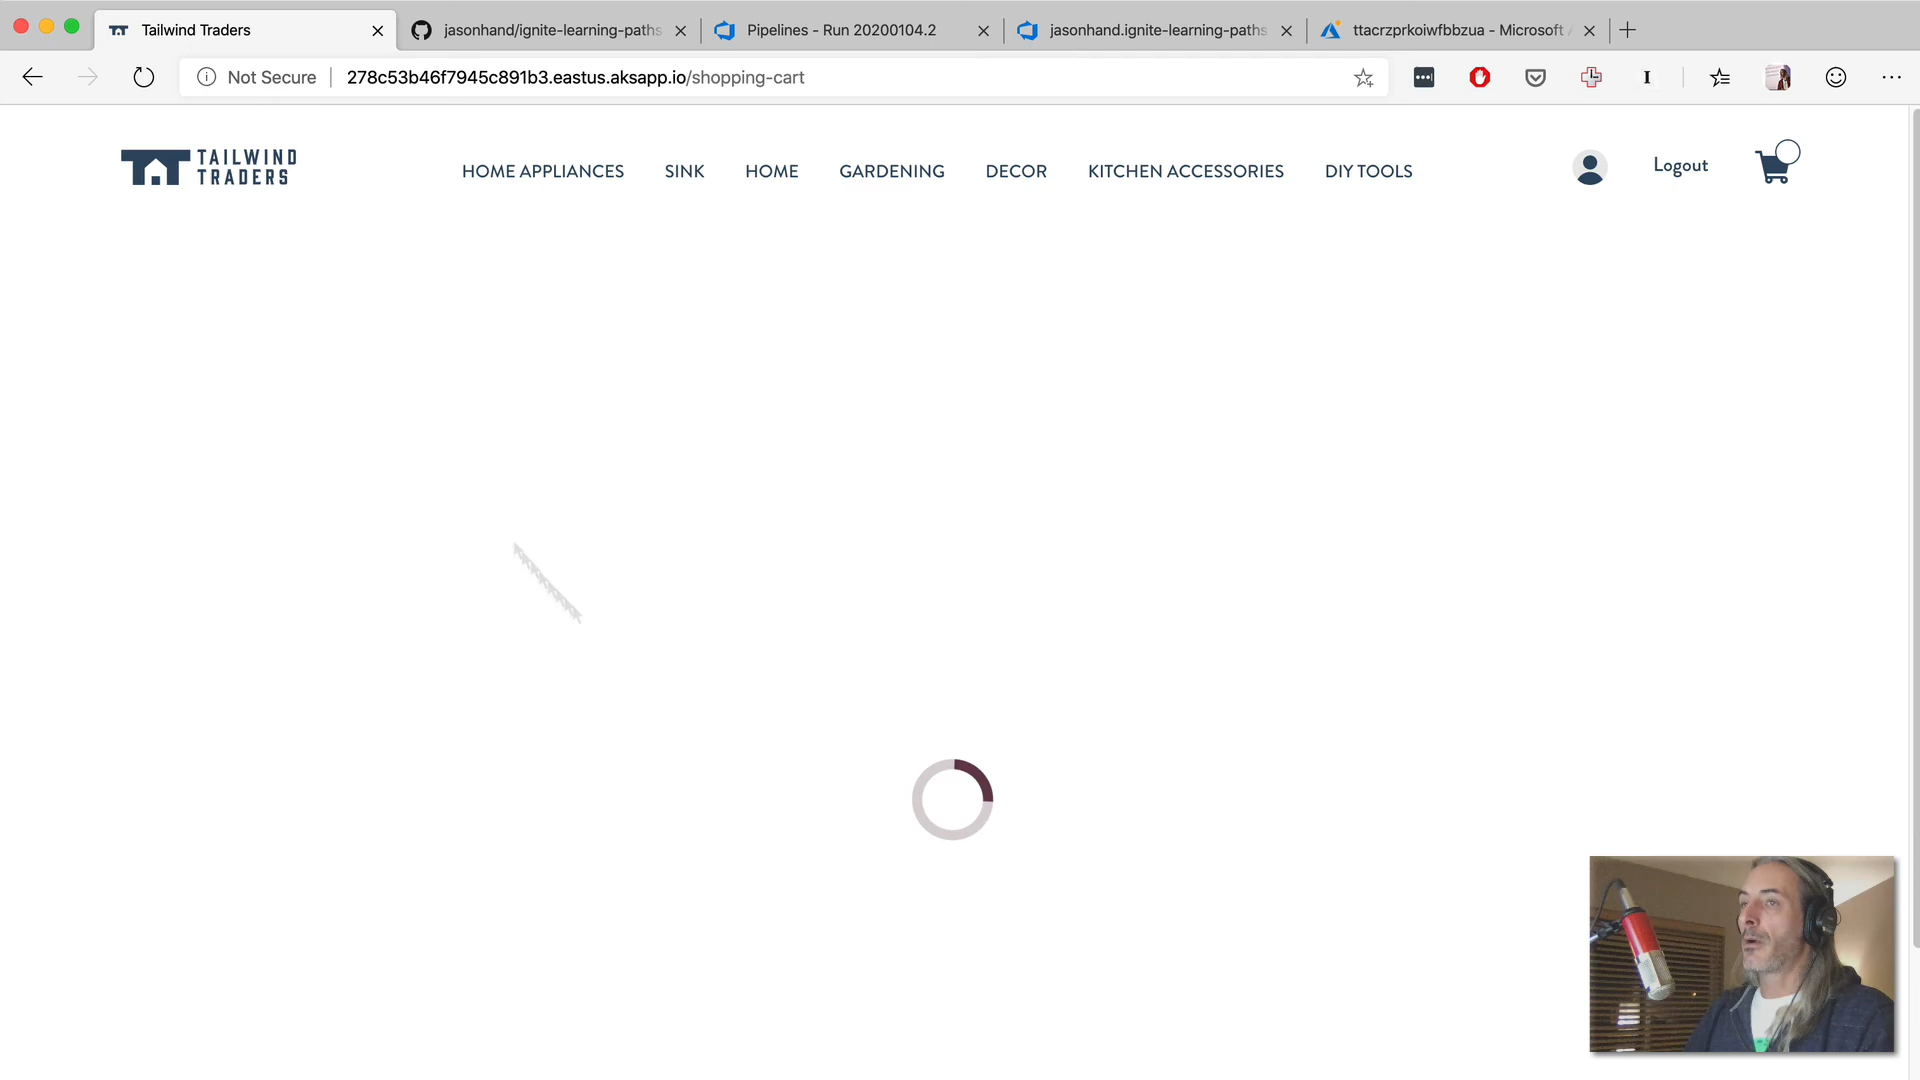 Tailwind Traders
jasonhand/ignite-learning-paths
Pipelines - Run 20200104.2
jasonhand.ignite-learning-paths
ttacrzprkoiwfbbzua - Microsoft
Not Secure
278c53b46f7945c891b3.eastus.aksapp.io/shopping-cart
I
TAILWIND
TRADERS
HOME APPLIANCES
SINK
HOME
GARDENING
DECOR
KITCHEN ACCESSORIES
DIY TOOLS
Logout